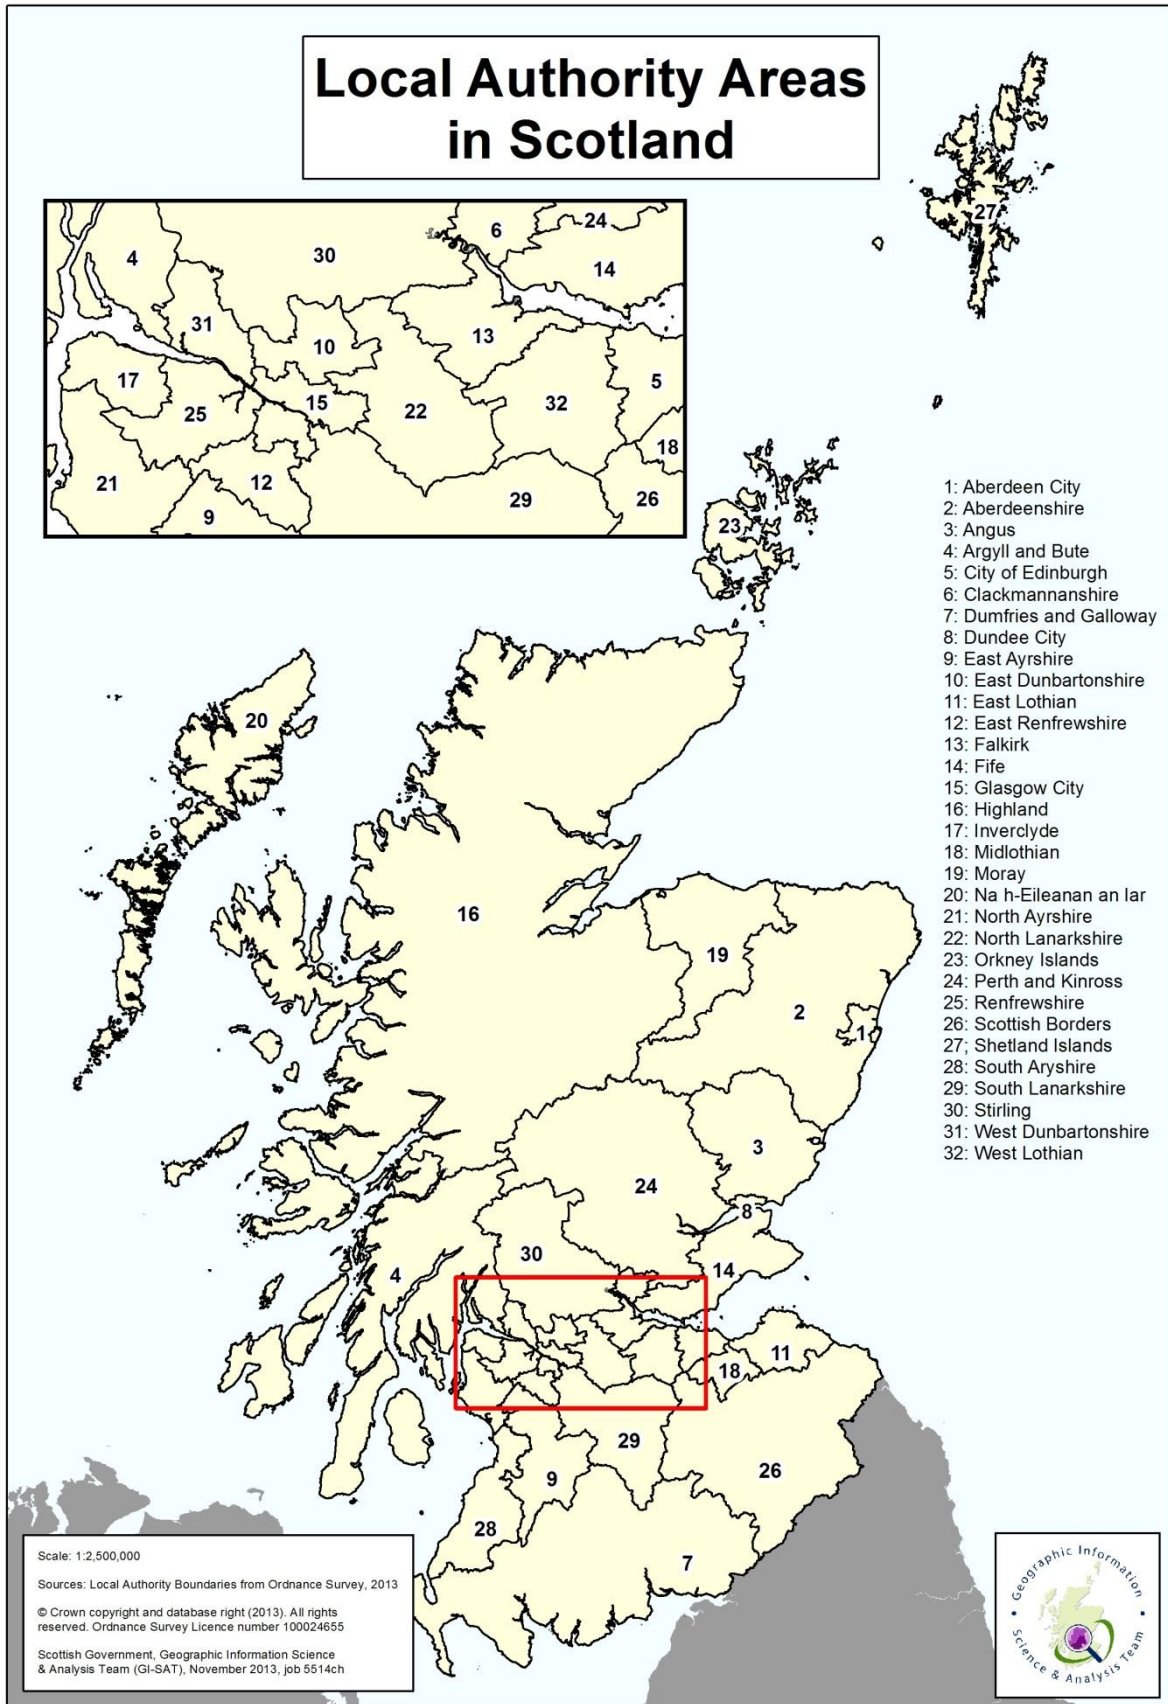 Local Authority Areas
in Scotland
27
6
24
4
30
14
31
13
10
17
5
15
25
22
32
18
21
12
29
26
9
23
1: Aberdeen City
2: Aberdeenshire
3: Angus
4: Argyll and Bute
5: City of Edinburgh
6: Clackmannanshire
7: Dumfries and Galloway
8: Dundee City
9: East Ayrshire
10: East Dunbartonshire
11: East Lothian
12: East Renfrewshire
13: Falkirk
14: Fife
15: Glasgow City
16: Highland
17: Inverclyde
18: Midlothian
19: Moray
20: Na h-Eileanan an Iar
21: North Ayrshire
22: North Lanarkshire
23: Orkney Islands
24: Perth and Kinross
25: Renfrewshire
26: Scottish Borders
27; Shetland Islands
28: South Aryshire
29: South Lanarkshire
30: Stirling
31: West Dunbartonshire
32: West Lothian
20
16
19
2
1
3
24
8
30
14
4
11
18
29
9
26
28
7
Scale: 1:2,500,000
Sources: Local Authority Boundaries from Ordnance Survey, 2013
© Crown copyright and database right (2013). All rights
reserved. Ordnance Survey Licence number 100024655
Scottish Government, Geographic Information Science
& Analysis Team (GI-SAT), November 2013, job 5514ch
Geographic Information
Science & Analysis Team